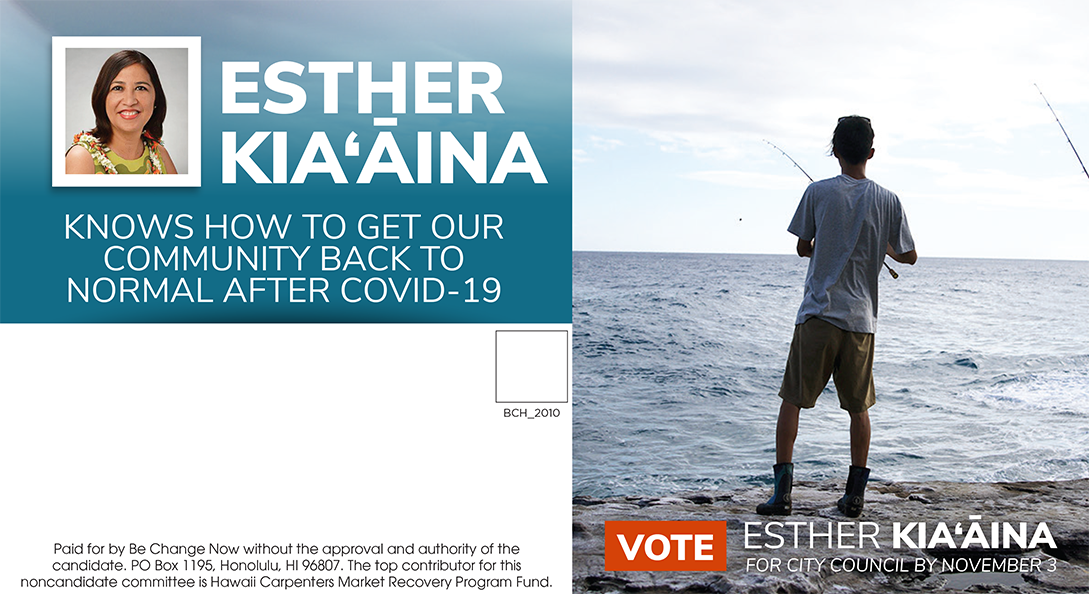 ESTHER
KIAʻĀINA
KNOWS HOW TO GET OUR
COMMUNITY BACK TO
NORMAL AFTER COVID-19
BCH_2010
Paid for by Be Change Now without the approval and authority of the
candidate. PO Box 1195, Honolulu, HI 96807. The top contributor for this
noncandidate committee is Hawaii Carpenters Market Recovery Program Fund.
VOTE
ESTHER KIAʻĀINA
FOR CITY COUNCIL BY NOVEMBER 3